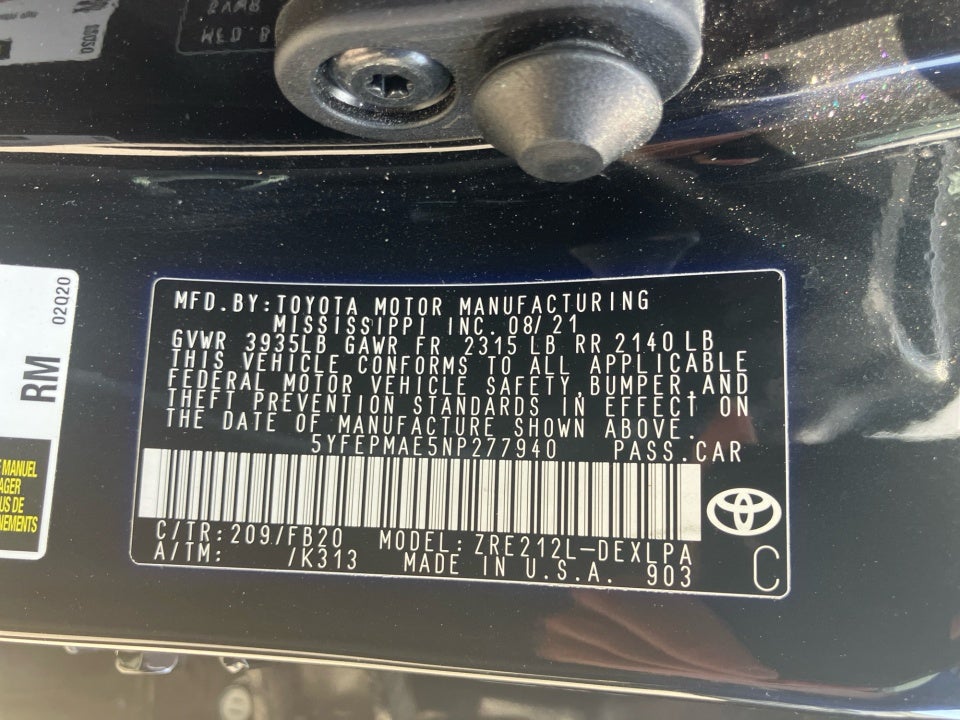 MFD.BY:TOYOTA MOTOR MANUFACTURING
MISSISSIPPI INC. 08/21
GVWR 3935LB GAWR FR 2315 LB RR 2140 LB
THIS VEHICLE CONFORMS TO ALL APPLICABLE
FEDERAL MOTOR VEHICLE SAFETY,BUMPER,AND
THEFT PREVENTION STANDARDS IN EFFECT ON
THE DATE OF MANUFACTURE SHOWN ABOVE.
5YFEPMAE5NP277940 PASS.CAR
C/TR:209/FB20 MODEL:ZRE212L-DEXLPA
A/TM: /K313 MADE IN U.S.A. 903
C
RM
02Q20
MANUEL
AGER
US DE
NEMENTS